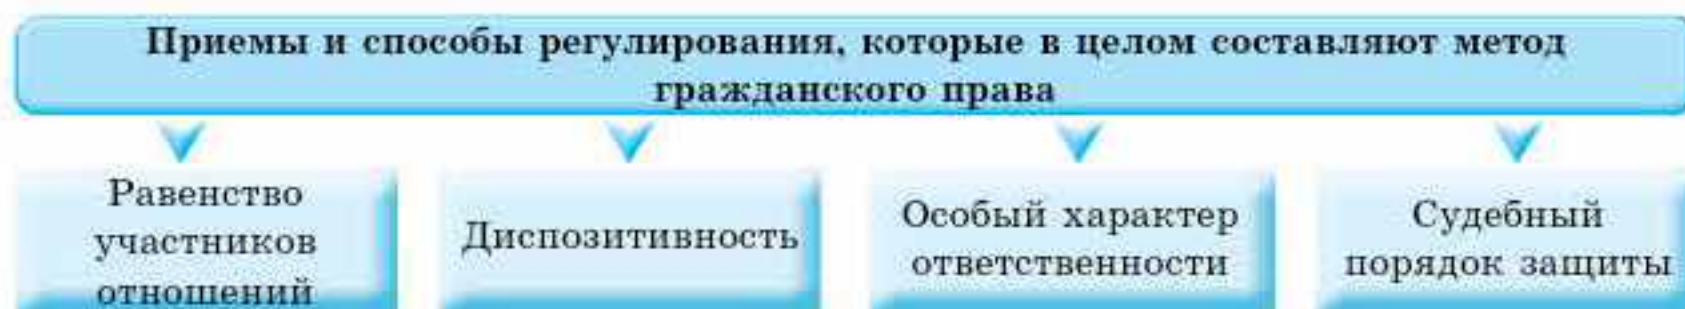 Приемы и способы регулирования, которые в целом составляют метод
гражданского права
Равенство
участников
отношений
Диспозитивность
Особый характер
ответственности
Судебный
порядок защиты